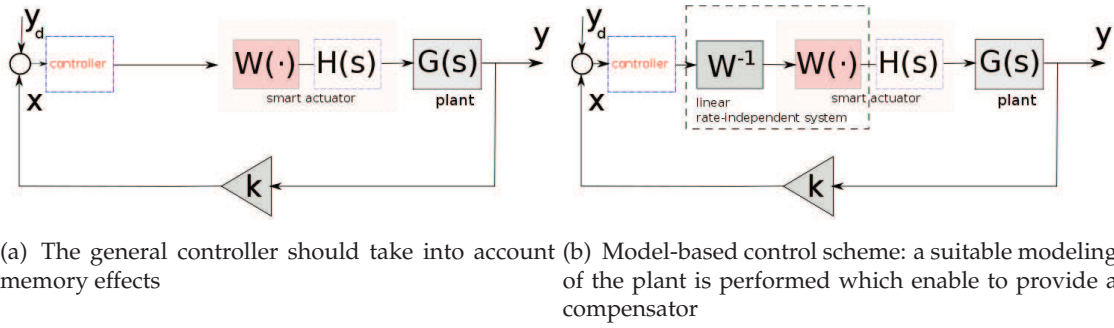 y_d
x
controller
W(·)
H(s)
smart actuator
G(s)
plant
y
k
y_d
x
controller
W⁻¹
linear
rate-independent system
W(·)
H(s)
smart actuator
G(s)
plant
y
k
(a) The general controller should take into account
memory effects
(b) Model-based control scheme: a suitable modeling
of the plant is performed which enable to provide a
compensator